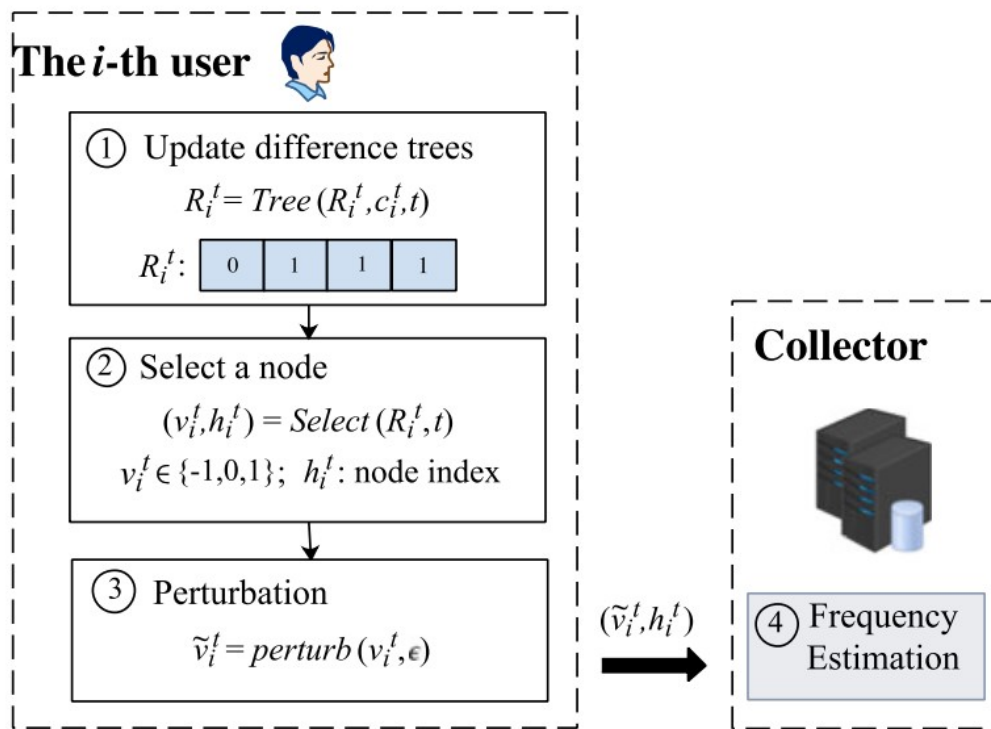 The i-th user
① Update difference trees
R_i^t = Tree (R_i^t, c_i^t, t)
R_i^t: 0 1 1 1
② Select a node
(v_i^t, h_i^t) = Select (R_i^t, t)
v_i^t ∈ {-1,0,1}; h_i^t: node index
③ Perturbation
ṽ_i^t = perturb (v_i^t, ϵ)
(ṽ_i^t, h_i^t)
Collector
④ Frequency
Estimation